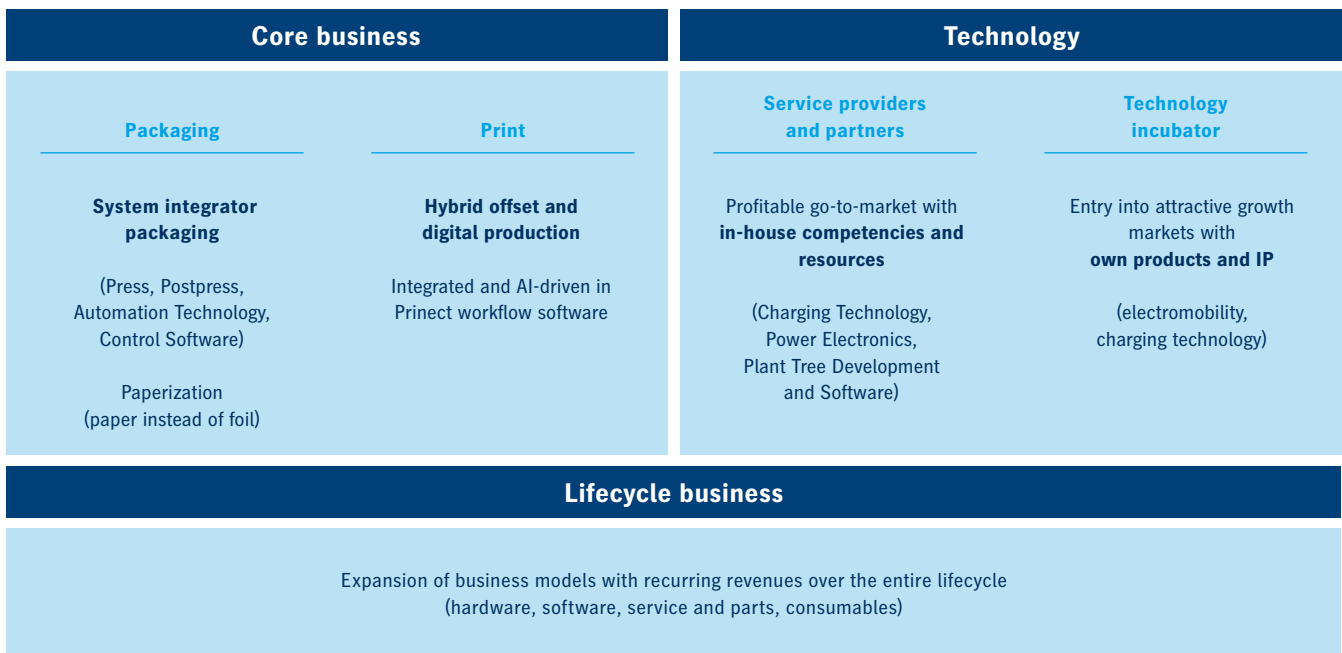 Core business
Packaging
System integrator
packaging
(Press, Postpress,
Automation Technology,
Control Software)
Paperization
(paper instead of foil)
Print
Hybrid offset and
digital production
Integrated and AI-driven in
Prinect workflow software
Technology
Service providers
and partners
Profitable go-to-market with
in-house competencies and
resources
(Charging Technology,
Power Electronics,
Plant Tree Development
and Software)
Technology
incubator
Entry into attractive growth
markets with
own products and IP
(electromobility,
charging technology)
Lifecycle business
Expansion of business models with recurring revenues over the entire lifecycle
(hardware, software, service and parts, consumables)